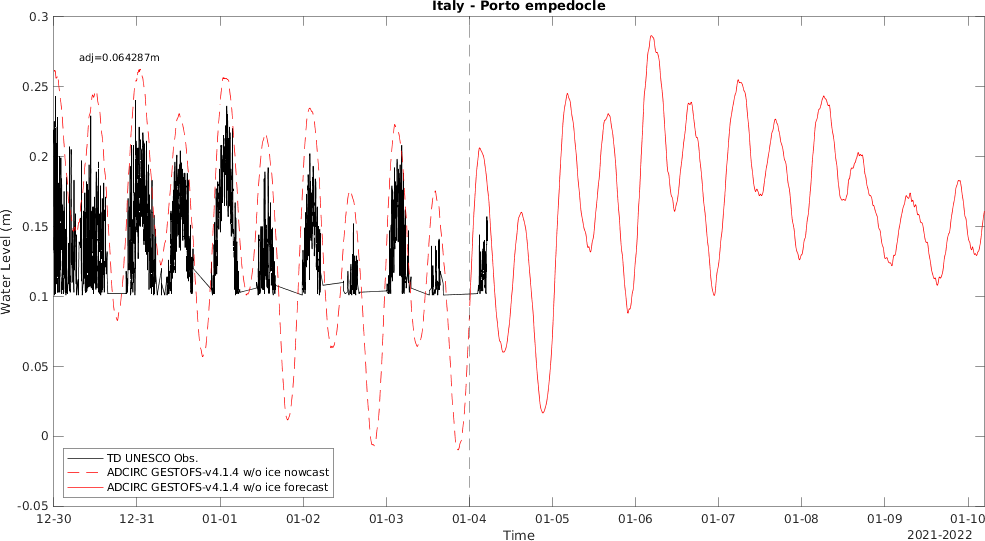 Italy - Porto empedocle
0.3
0.25
0.2
0.15
0.1
0.05
0
-0.05
Water Level (m)
adj=0.064287m
TD UNESCO Obs.
ADCIRC GESTOFS-v4.1.4 w/o ice nowcast
ADCIRC GESTOFS-v4.1.4 w/o ice forecast
12-30 12-31 01-01 01-02 01-03 01-04 01-05 01-06 01-07 01-08 01-09 01-10
Time
2021-2022